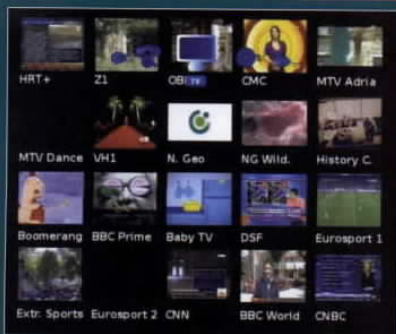 HRT+ Z1 OBN CMC MTV Adria
MTV Dance VH1 N. Geo NG Wild. History C.
Boomerang BBC Prime Baby TV DSF Eurosport 1
Extr. Sports Eurosport 2 CNN BBC World CNBC